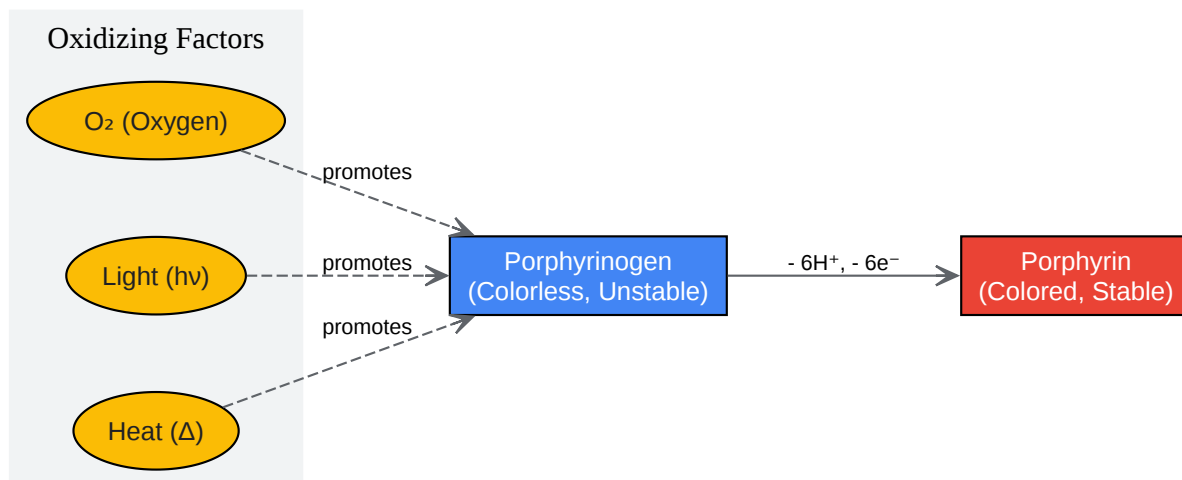 Oxidizing Factors
O₂ (Oxygen)
promotes
Light (hν)
promotes
Porphyrinogen
(Colorless, Unstable)
- 6H⁺, - 6e⁻
Porphyrin
(Colored, Stable)
promotes
Heat (Δ)